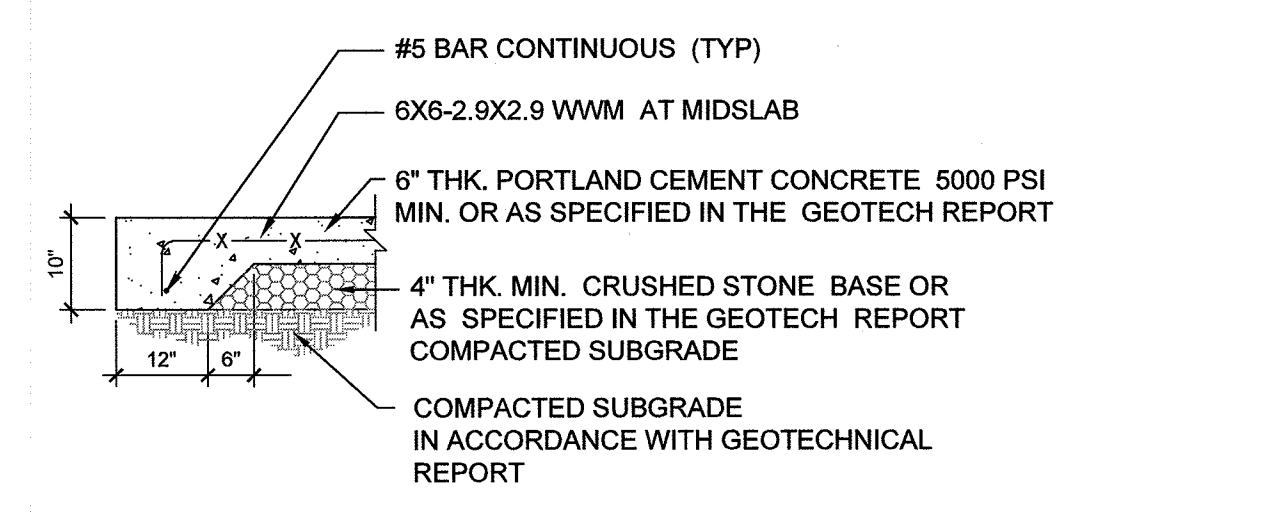 #5 BAR CONTINUOUS (TYP)
6X6-2.9X2.9 WWM AT MIDSLAB
6" THK. PORTLAND CEMENT CONCRETE 5000 PSI
MIN. OR AS SPECIFIED IN THE GEOTECH REPORT
X X
10"
4" THK. MIN. CRUSHED STONE BASE OR
AS SPECIFIED IN THE GEOTECH REPORT
COMPACTED SUBGRADE
12" 6"
COMPACTED SUBGRADE
IN ACCORDANCE WITH GEOTECHNICAL
REPORT